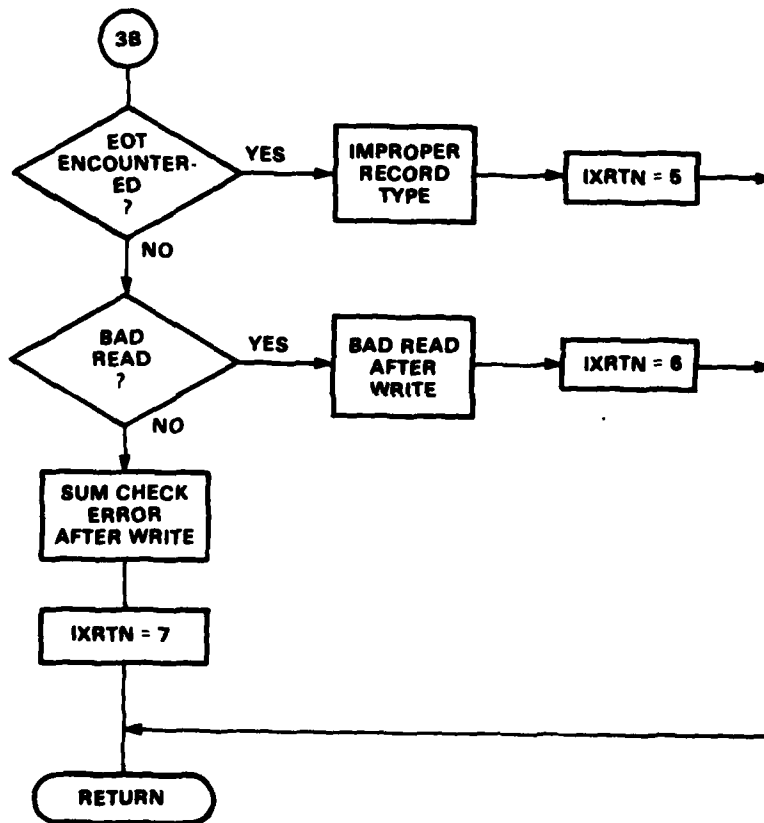 3B
EOT
ENCOUNTER-
ED
?
YES
IMPROPER
RECORD
TYPE
IXRTN = 5
NO
BAD
READ
?
YES
BAD READ
AFTER
WRITE
IXRTN = 6
NO
SUM CHECK
ERROR
AFTER WRITE
IXRTN = 7
RETURN